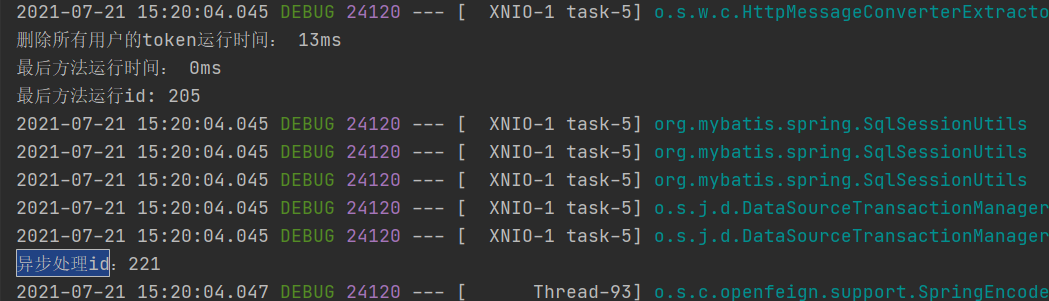 2021-07-21 15:20:04.045 DEBUG 24120 --- [  XNIO-1 task-5] o.s.w.c.HttpMessageConverterExtracto
删除所有用户的token运行时间： 13ms
最后方法运行时间： 0ms
最后方法运行id: 205
2021-07-21 15:20:04.045 DEBUG 24120 --- [  XNIO-1 task-5] org.mybatis.spring.SqlSessionUtils
2021-07-21 15:20:04.045 DEBUG 24120 --- [  XNIO-1 task-5] org.mybatis.spring.SqlSessionUtils
2021-07-21 15:20:04.045 DEBUG 24120 --- [  XNIO-1 task-5] org.mybatis.spring.SqlSessionUtils
2021-07-21 15:20:04.045 DEBUG 24120 --- [  XNIO-1 task-5] o.s.j.d.DataSourceTransactionManager
2021-07-21 15:20:04.045 DEBUG 24120 --- [  XNIO-1 task-5] o.s.j.d.DataSourceTransactionManager
异步处理id：221
2021-07-21 15:20:04.047 DEBUG 24120 --- [      Thread-93] o.s.c.openfeign.support.SpringEncode